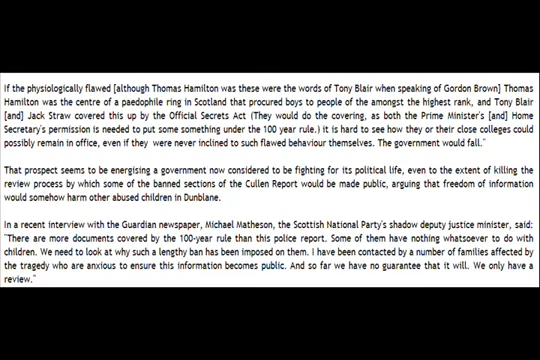 If the physiologically flawed [although Thomas Hamilton was these were the words of Tony Blair when speaking of Gordon Brown] Thomas
Hamilton was the centre of a paedophile ring in Scotland that procured boys to people of the amongst the highest rank, and Tony Blair
[and] Jack Straw covered this up by the Official Secrets Act (They would do the covering, as both the Prime Minister's [and] Home
Secretary's permission is needed to put some something under the 100 year rule.) it is hard to see how they or their close colleges could
possibly remain in office, even if they were never inclined to such flawed behaviour themselves. The government would fall."
That prospect seems to be energising a government now considered to be fighting for its political life, even to the extent of killing the
review process by which some of the banned sections of the Cullen Report would be made public, arguing that freedom of information
would somehow harm other abused children in Dunblane.
In a recent interview with the Guardian newspaper, Michael Matheson, the Scottish National Party's shadow deputy justice minister, said:
"There are more documents covered by the 100-year rule than this police report. Some of them have nothing whatsoever to do with
children. We need to look at why such a lengthy ban has been imposed on them. I have been contacted by a number of families affected by
the tragedy who are anxious to ensure this information becomes public. And so far we have no guarantee that it will. We only have a
review."